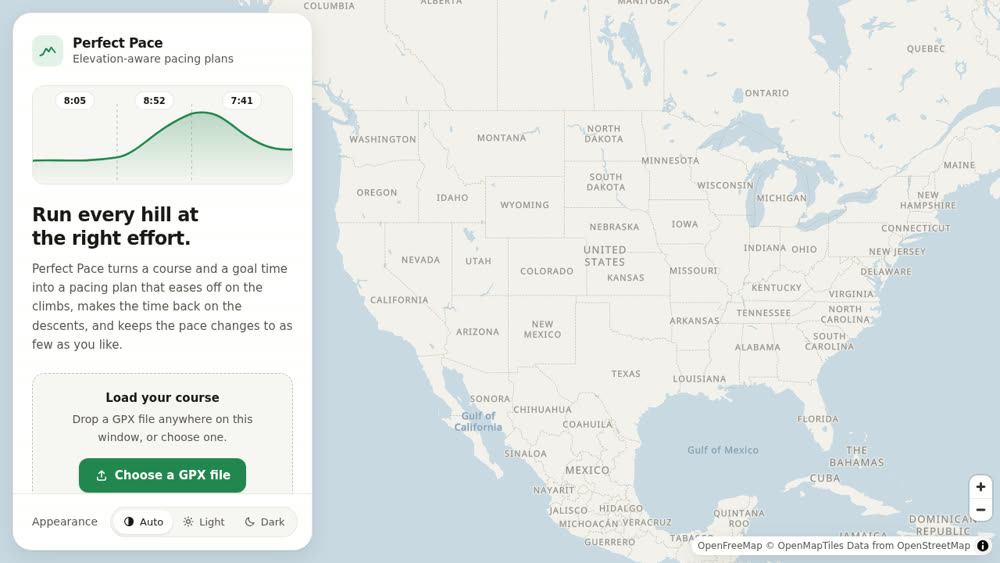 Perfect Pace
Elevation-aware pacing plans
8:05
8:52
7:41
Run every hill at
the right effort.
Perfect Pace turns a course and a goal time
into a pacing plan that eases off on the
climbs, makes the time back on the
descents, and keeps the pace changes to as
few as you like.
Load your course
Drop a GPX file anywhere on this
window, or choose one.
Choose a GPX file
Appearance
Auto
Light
Dark
COLUMBIA
ALBERTA
MANITOBA
QUEBEC
ONTARIO
WASHINGTON
MONTANA
NORTH
DAKOTA
MINNESOTA
MAINE
OREGON
IDAHO
WYOMING
SOUTH
DAKOTA
WISCONSIN
MICHIGAN
NEW
HAMPSHIRE
NEBRASKA
IOWA
CONNECTICUT
NEVADA
UTAH
COLORADO
UNITED
STATES
KANSAS
MISSOURI
INDIANA
OHIO
NEW JERSEY
DELAWARE
CALIFORNIA
KENTUCKY
VIRGINIA
ARIZONA
NEW
MEXICO
ARKANSAS
TENNESSEE
NORTH
CAROLINA
SOUTH
CAROLINA
ALABAMA
TEXAS
LOUISIANA
SONORA
CHIHUAHUA
Gulf of
California
COAHUILA
FLORIDA
SINALOA
Gulf of Mexico
THE
BAHAMAS
MEXICO
CUBA
NAYARIT
JALISCO
HIDALGO
MICHOACÁN
VERACRUZ
QUINTANA
ROO
DOMINICAN
REPUBLIC
GUERRERO
TABASCO
+
−
OpenFreeMap © OpenMapTiles Data from OpenStreetMap